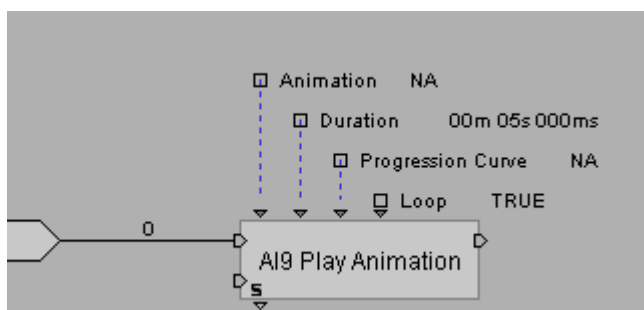 Animation NA
Duration 00m 05s 000ms
Progression Curve NA
Loop TRUE
0
AI9 Play Animation
S